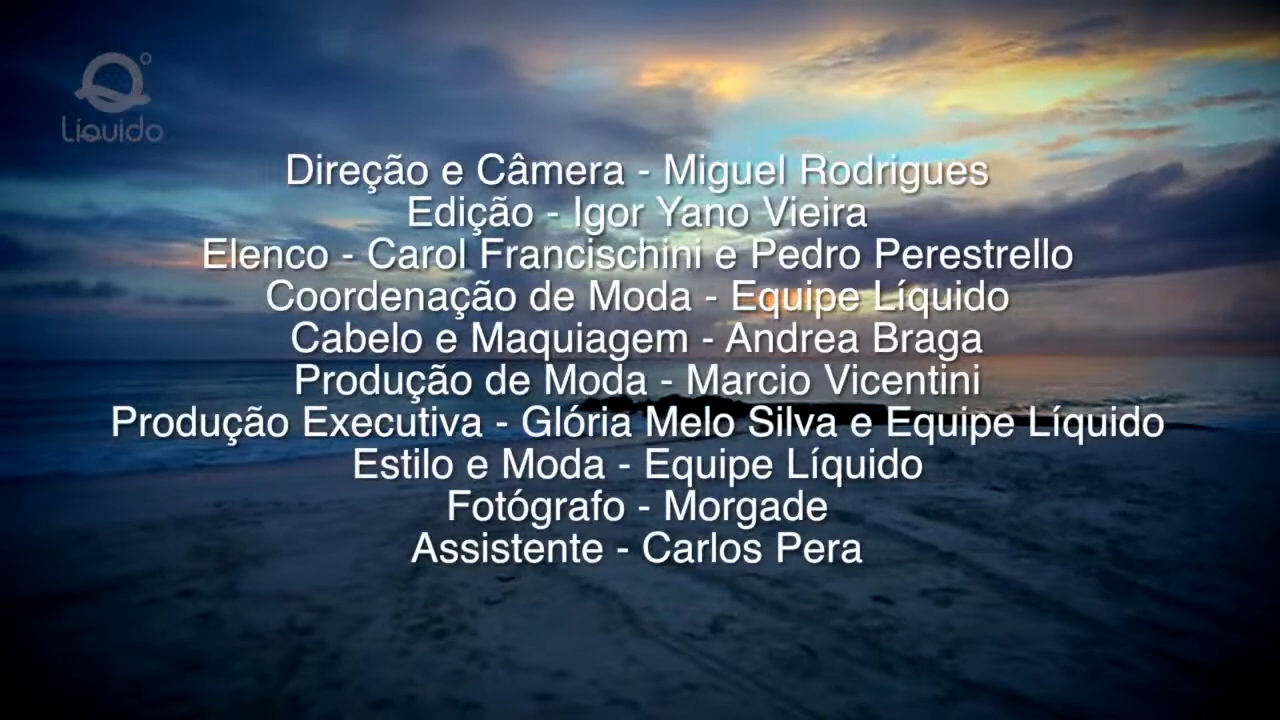 Líquido
Direção e Câmera - Miguel Rodrigues
Edição - Igor Yano Vieira
Elenco - Carol Francischini e Pedro Perestrello
Coordenação de Moda - Equipe Líquido
Cabelo e Maquiagem - Andrea Braga
Produção de Moda - Marcio Vicentini
Produção Executiva - Glória Melo Silva e Equipe Líquido
Estilo e Moda - Equipe Líquido
Fotógrafo - Morgade
Assistente - Carlos Pera